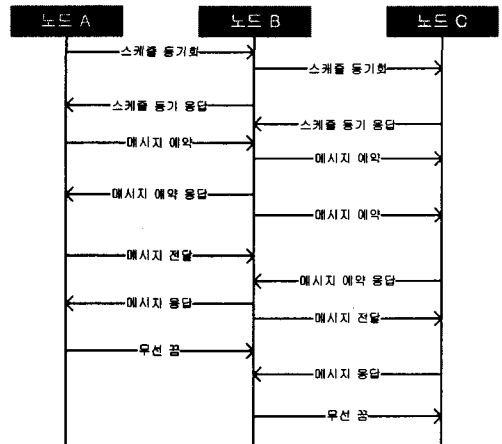 노드 A
노드 B
노드 C
스케줄 동기화
스케줄 동기화
스케줄 동기 응답
스케줄 동기 응답
메시지 예약
메시지 예약
메시지 예약 응답
메시지 예약
메시지 전달
메시지 예약 응답
메시자 응답
메시지 전달
무선 끔
메시지 응답
무선 끔